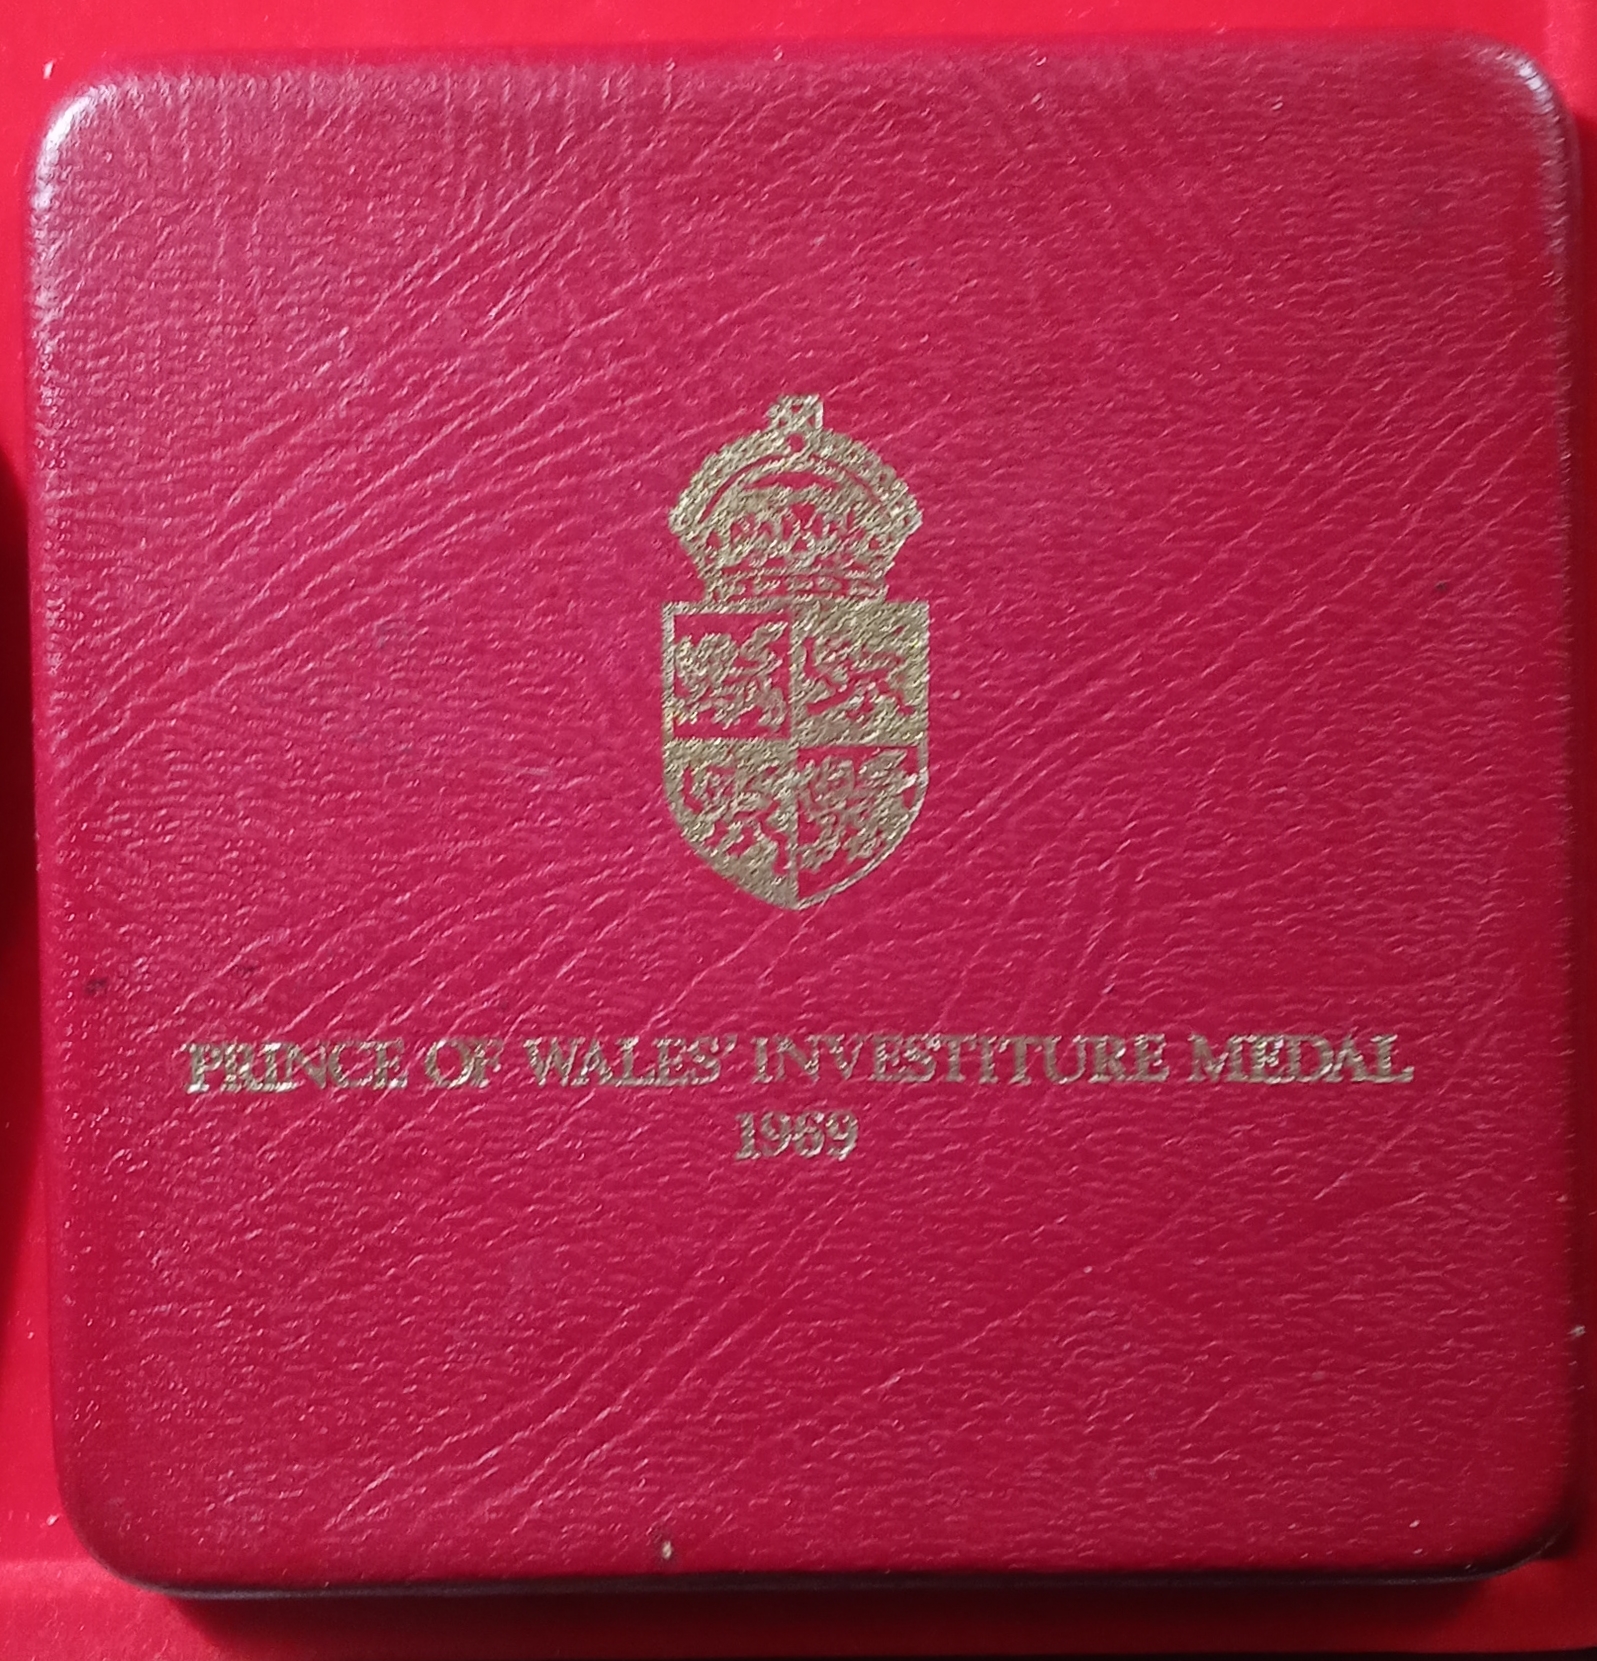 PRINCE OF WALES' INVESTITURE MEDAL
1969